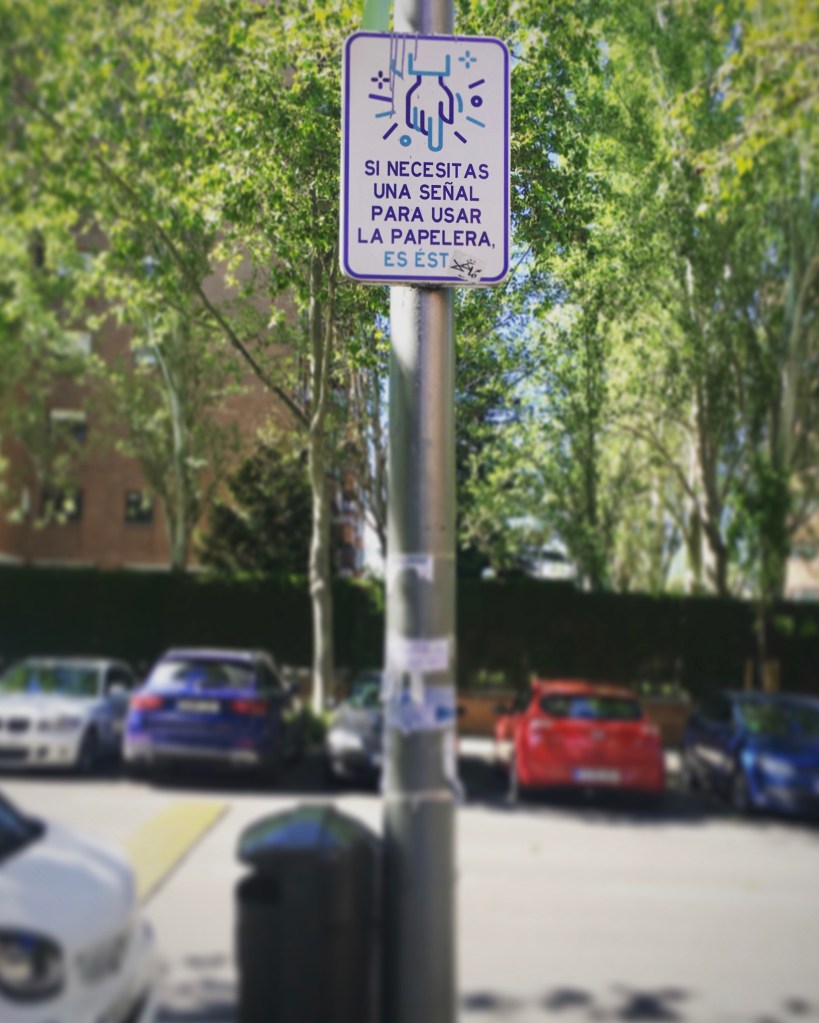 SI NECESITAS
UNA SEÑAL
PARA USAR
LA PAPELERA,
ES ÉST